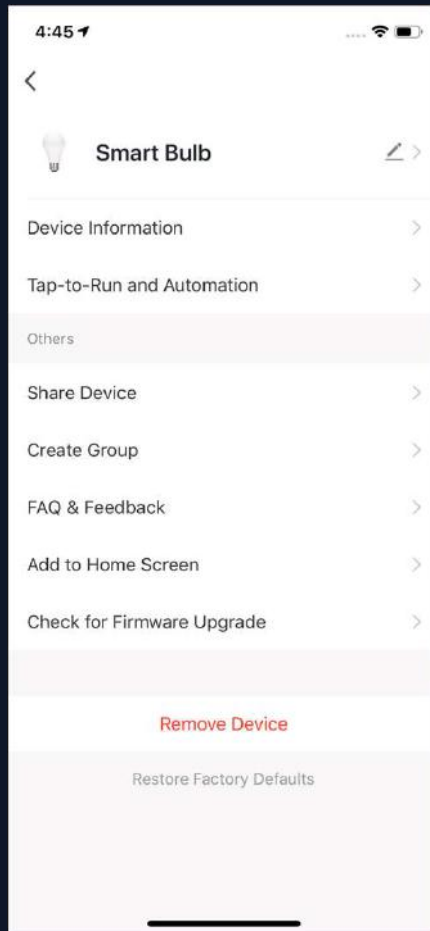 4:45
Smart Bulb
Device Information
Tap-to-Run and Automation
Others
Share Device
Create Group
FAQ & Feedback
Add to Home Screen
Check for Firmware Upgrade
Remove Device
Restore Factory Defaults